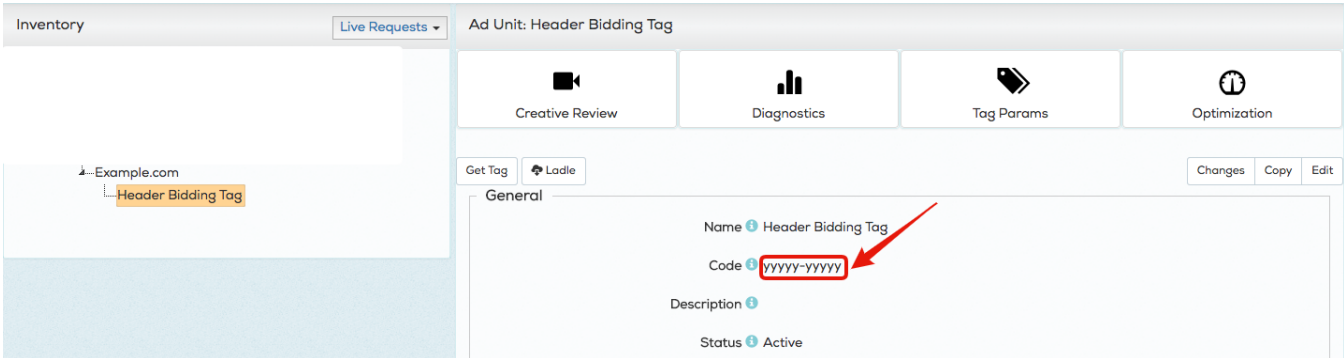 Inventory
Live Requests
Example.com
Header Bidding Tag
Ad Unit: Header Bidding Tag
Creative Review
Diagnostics
Tag Params
Optimization
Get Tag
Ladle
Changes
Copy
Edit
General
Name Header Bidding Tag
Code yyyyy-yyyyy
Description
Status Active